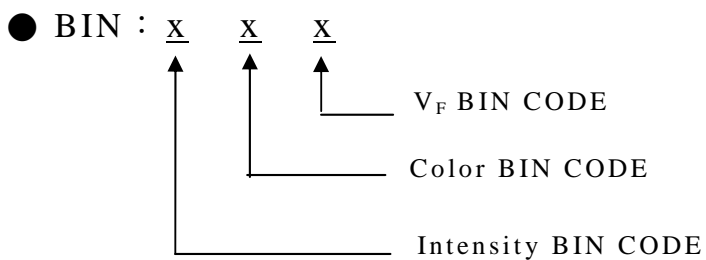 ● BIN：x x x
V_F BIN CODE
Color BIN CODE
Intensity BIN CODE